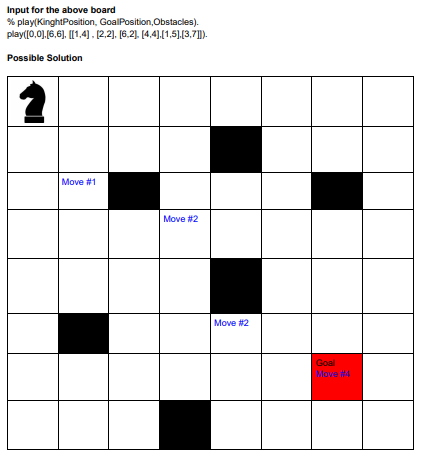 Input for the above board
% play(KinghtPosition, GoalPosition,Obstacles).
play([0,0],[6,6], [[1,4] , [2,2], [6,2], [4,4],[1,5],[3,7]]).
Possible Solution
Move #1
Move #2
Move #2
Goal
Move #4